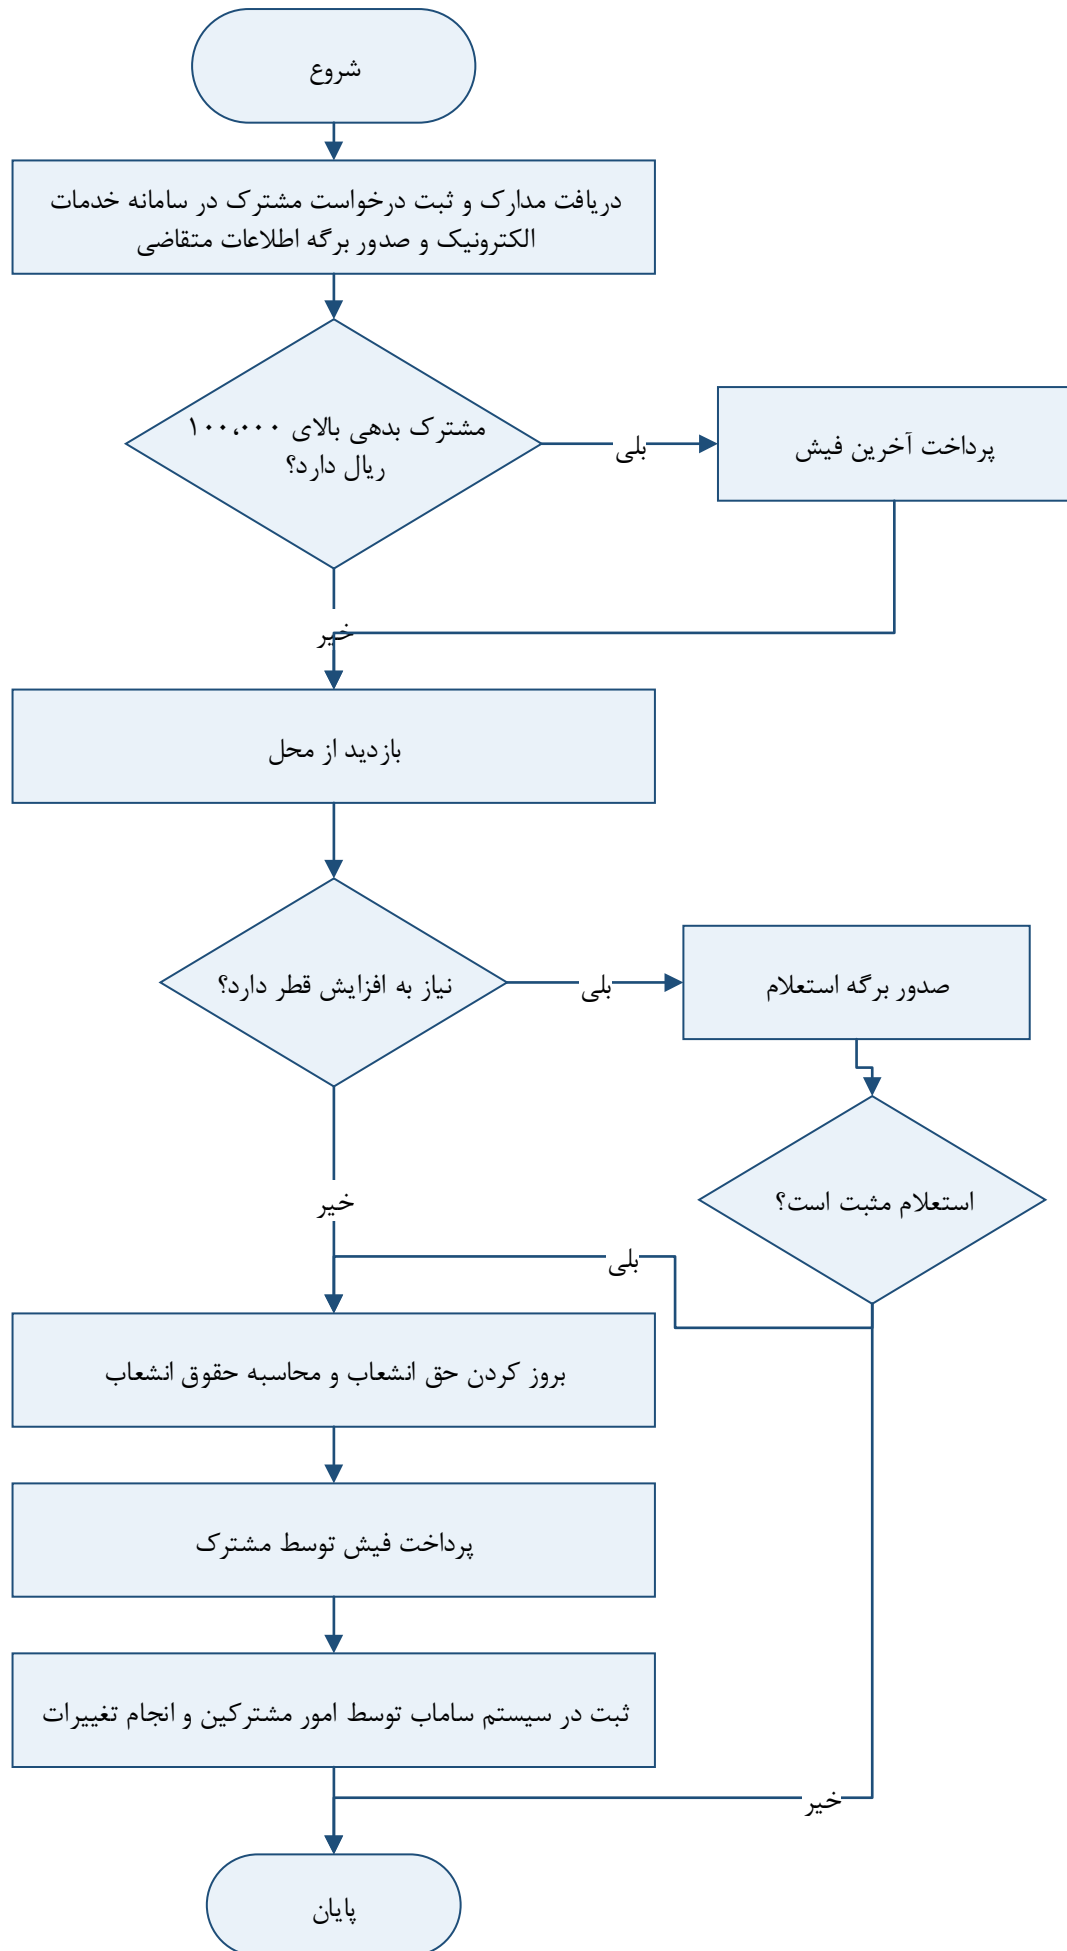 شروع
دریافت مدارک و ثبت درخواست مشترک در سامانه خدمات
الکترونیک و صدور برگه اطلاعات متقاضی
مشترک بدهی بالای ۱۰۰،۰۰۰
ریال دارد؟
بلی
پرداخت آخرین فیش
خیر
بازدید از محل
نیاز به افزایش قطر دارد؟
بلی
صدور برگه استعلام
استعلام مثبت است؟
خیر
بلی
بروز کردن حق انشعاب و محاسبه حقوق انشعاب
پرداخت فیش توسط مشترک
ثبت در سیستم ساماب توسط امور مشترکین و انجام تغییرات
خیر
پایان